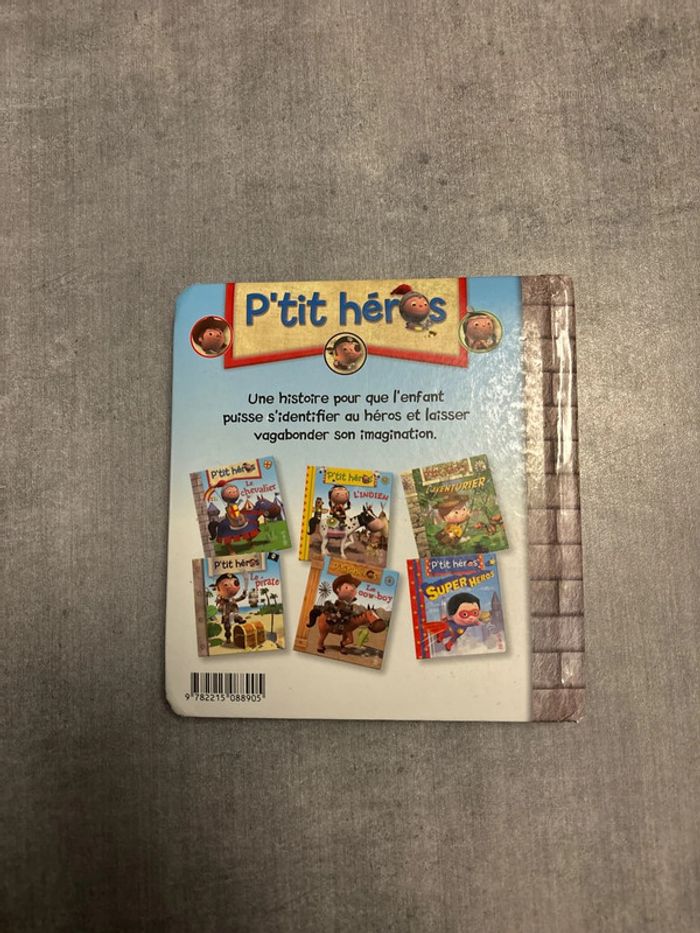 P'tit héros
Une histoire pour que l'enfant
puisse s'identifier au héros et laisser
vagabonder son imagination.
P'tit héros
Le
chevalier
P'tit héros
L'INDIEN
L'AVENTURIER
P'tit héros
Le pirate
P'tit héros
Le cow-boy
P'tit héros
SUPER HEROS
9 782215 088905